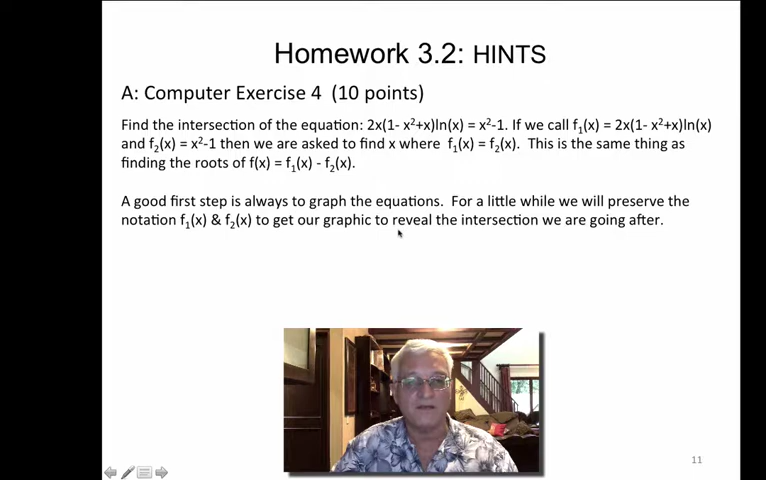 Homework 3.2: HINTS
A: Computer Exercise 4 (10 points)
Find the intersection of the equation: 2x(1- x²+x)ln(x) = x²-1. If we call f₁(x) = 2x(1- x²+x)ln(x)
and f₂(x) = x²-1 then we are asked to find x where f₁(x) = f₂(x). This is the same thing as
finding the roots of f(x) = f₁(x) - f₂(x).
A good first step is always to graph the equations. For a little while we will preserve the
notation f₁(x) & f₂(x) to get our graphic to reveal the intersection we are going after.
11